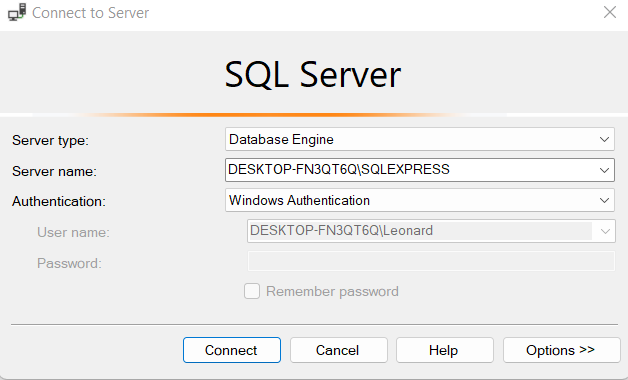 Connect to Server
SQL Server
Server type: Database Engine
Server name: DESKTOP-FN3QT6Q\SQLEXPRESS
Authentication: Windows Authentication
User name: DESKTOP-FN3QT6Q\Leonard
Password:
Remember password
Connect Cancel Help Options >>